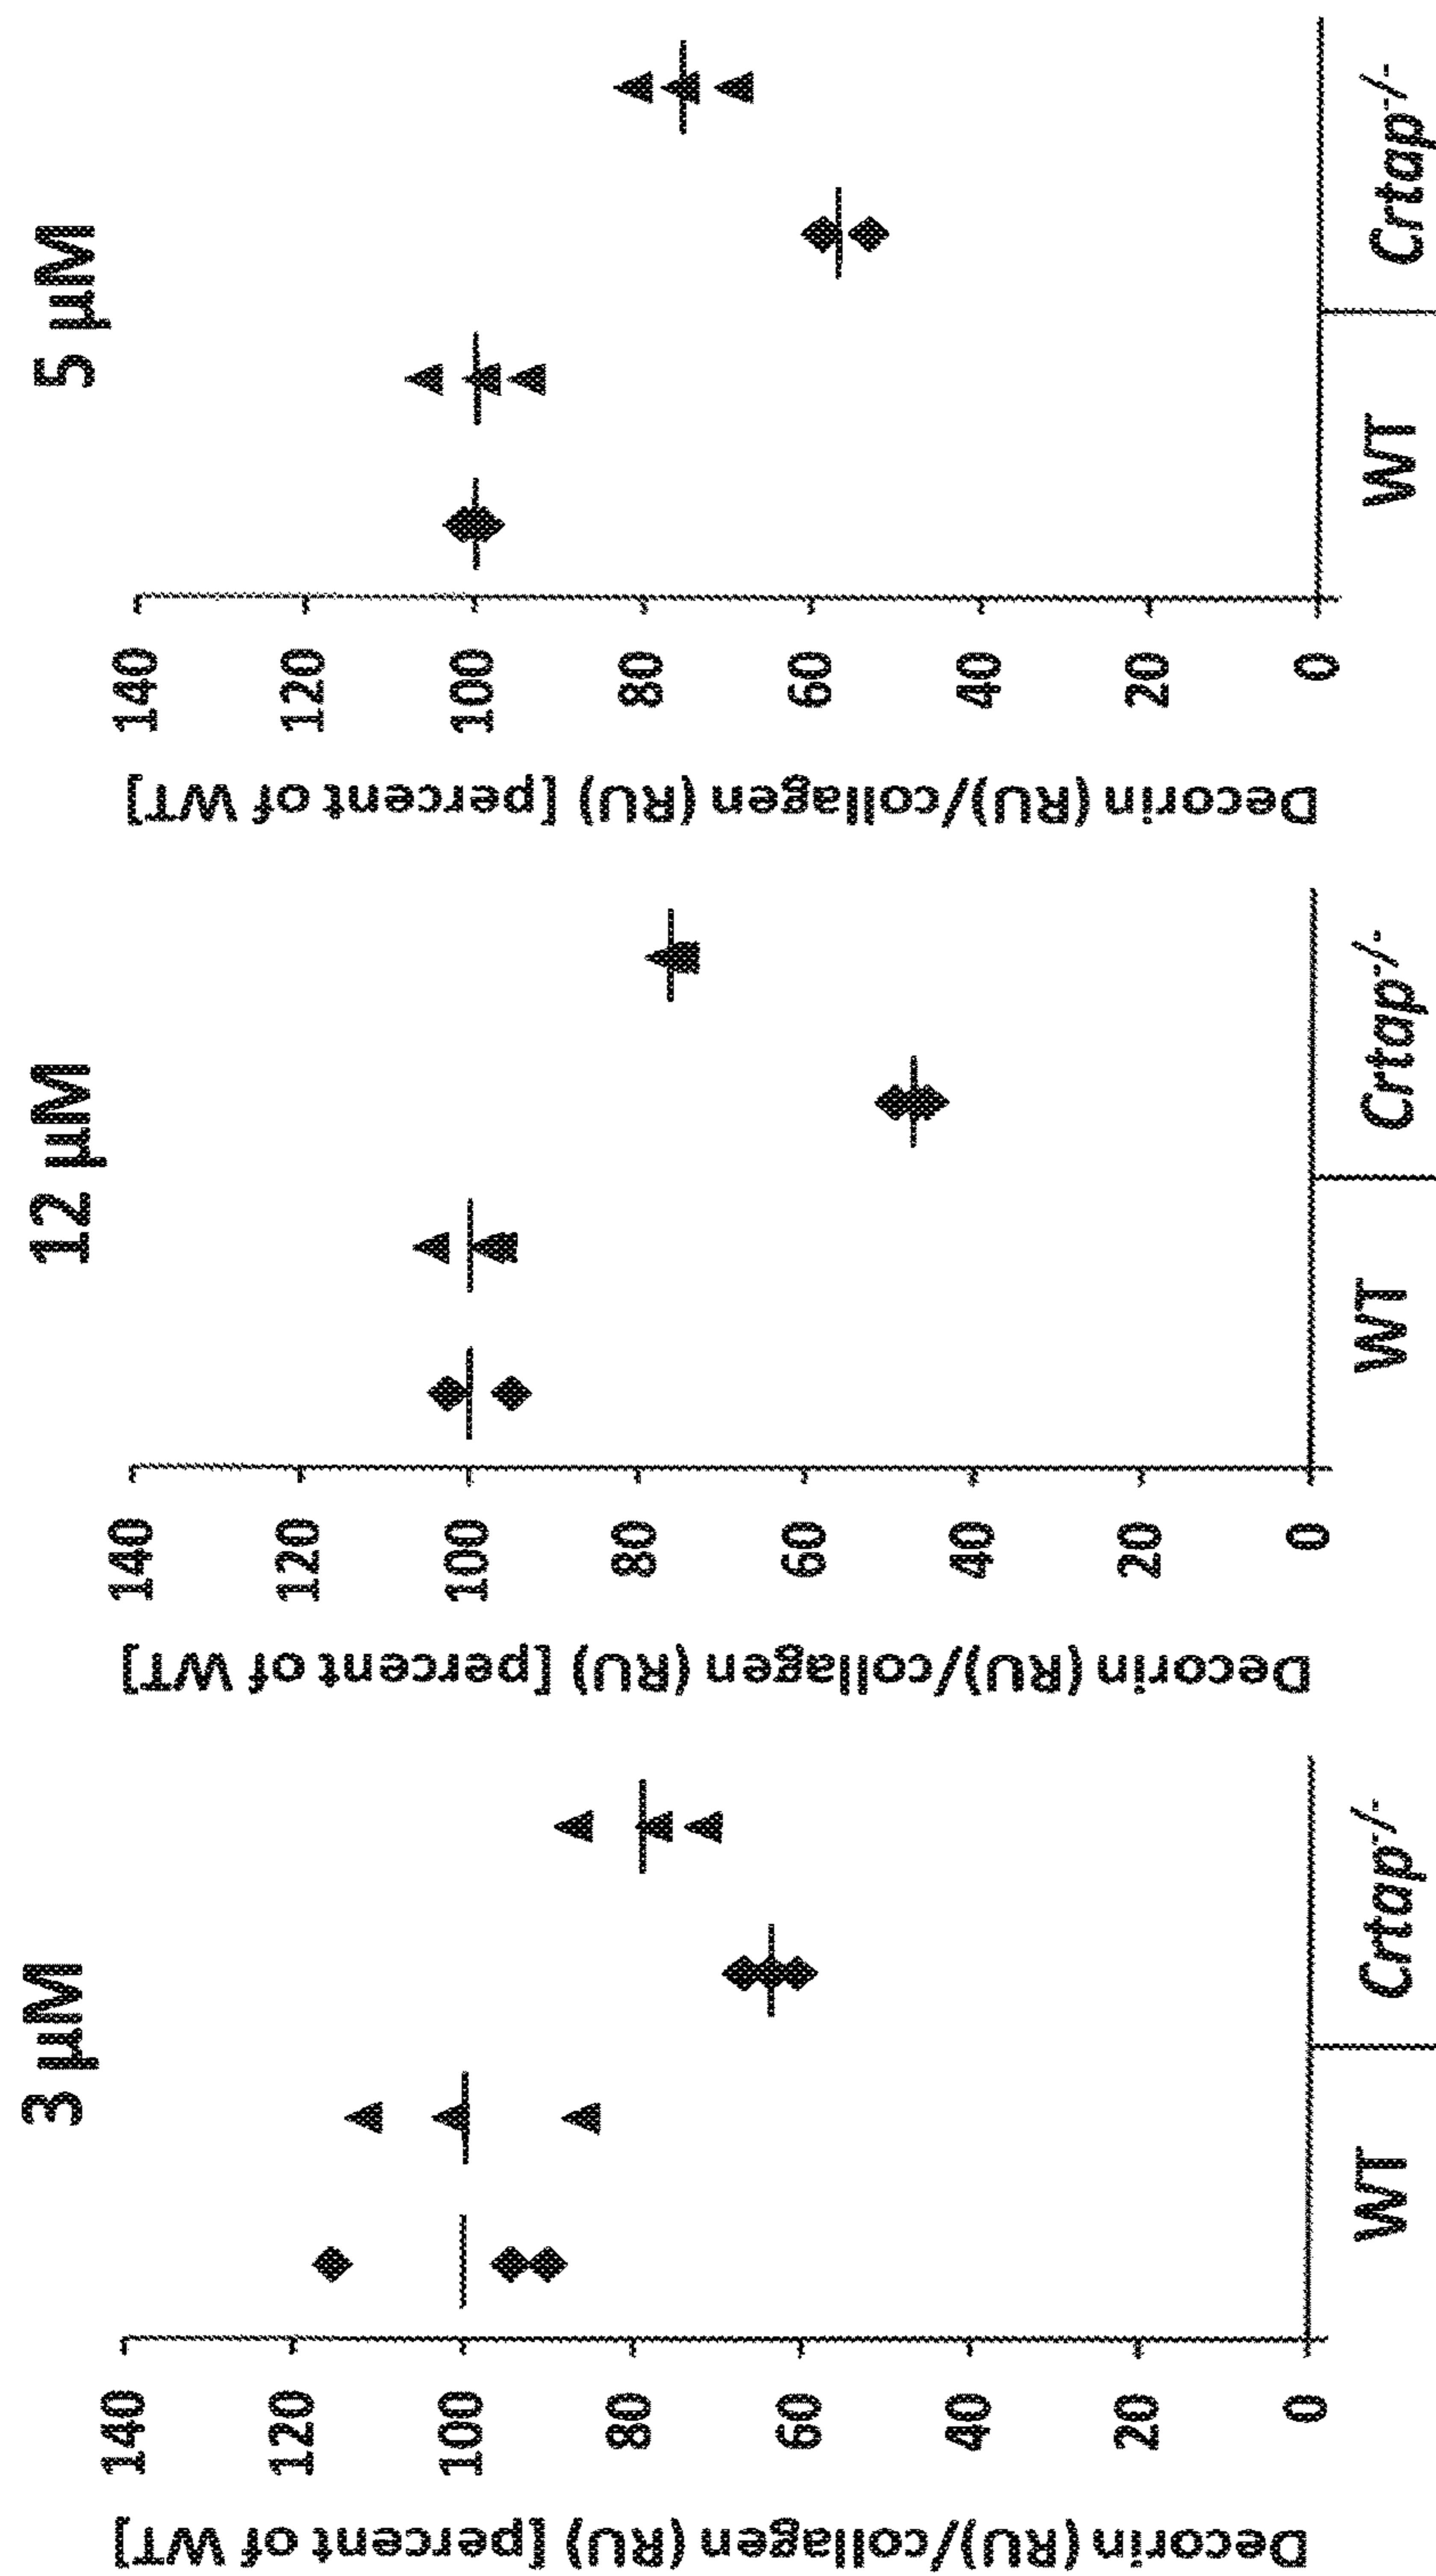 3 µM
Decorin (RU)/collagen (RU) [percent of WT]
140
120
100
80
60
40
20
0
WT
Crtap-/-
12 µM
Decorin (RU)/collagen (RU) [percent of WT]
140
120
100
80
60
40
20
0
WT
Crtap-/-
5 µM
Decorin (RU)/collagen (RU) [percent of WT]
140
120
100
80
60
40
20
0
WT
Crtap-/-